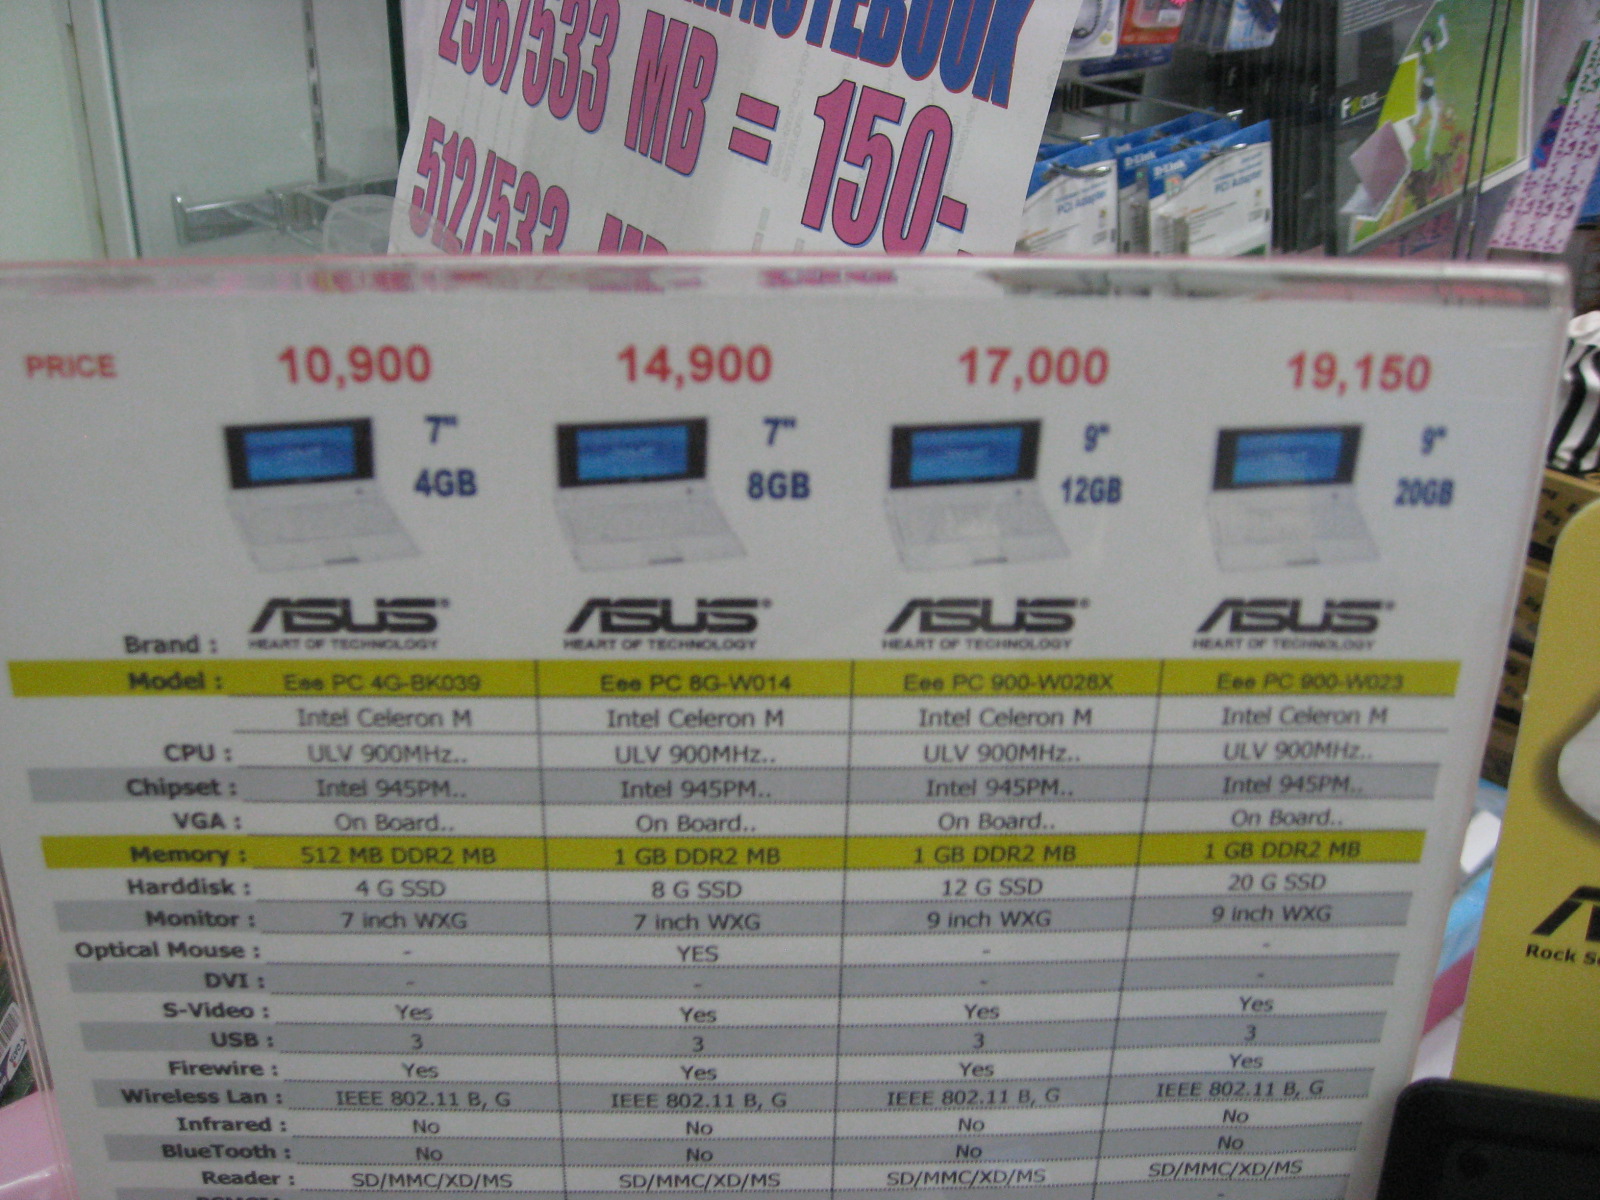 NOTEBOOK
256/533 MB = 150-
512/533 MB
D-Link D-Link
PCI Adapter PCI Adapter
PRICE 10,900 14,900 17,000 19,150
7" 7" 9" 9"
4GB 8GB 12GB 20GB
ASUS® ASUS® ASUS® ASUS®
Brand : HEART OF TECHNOLOGY HEART OF TECHNOLOGY HEART OF TECHNOLOGY HEART OF TECHNOLOGY
Model : Eee PC 4G-BK039 Eee PC 8G-W014 Eee PC 900-W028X Eee PC 900-W023
Intel Celeron M Intel Celeron M Intel Celeron M Intel Celeron M
CPU : ULV 900MHz.. ULV 900MHz.. ULV 900MHz.. ULV 900MHz..
Chipset : Intel 945PM.. Intel 945PM.. Intel 945PM.. Intel 945PM..
VGA : On Board.. On Board.. On Board.. On Board..
Memory : 512 MB DDR2 MB 1 GB DDR2 MB 1 GB DDR2 MB 1 GB DDR2 MB
Harddisk : 4 G SSD 8 G SSD 12 G SSD 20 G SSD
Monitor : 7 inch WXG 7 inch WXG 9 inch WXG 9 inch WXG
Optical Mouse : - YES - -
DVI : - - - -
S-Video : Yes Yes Yes Yes
USB : 3 3 3 3
Firewire : Yes Yes Yes Yes
Wireless Lan : IEEE 802.11 B, G IEEE 802.11 B, G IEEE 802.11 B, G IEEE 802.11 B, G
Infrared : No No No No
BlueTooth : No No No No
Reader : SD/MMC/XD/MS SD/MMC/XD/MS SD/MMC/XD/MS SD/MMC/XD/MS
Rock